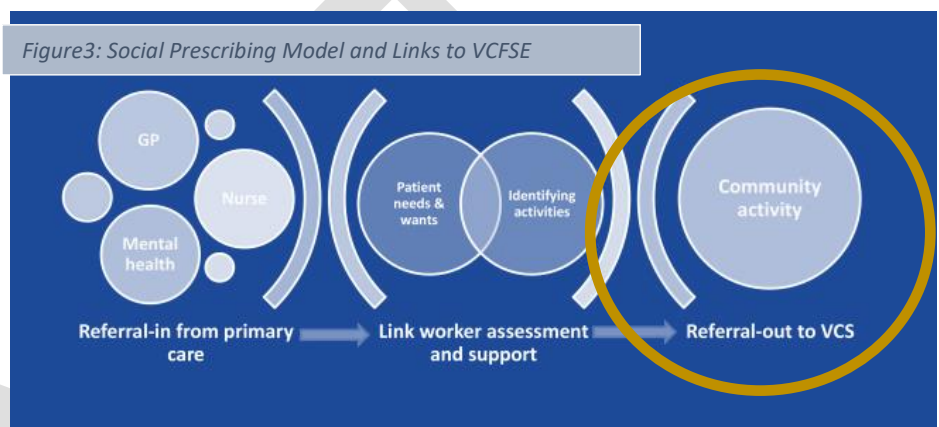 Figure3: Social Prescribing Model and Links to VCFSE
GP
Nurse
Mental
health
Patient
needs &
wants
Identifying
activities
Community
activity
Referral-in from primary
care
Link worker assessment
and support
Referral-out to VCS